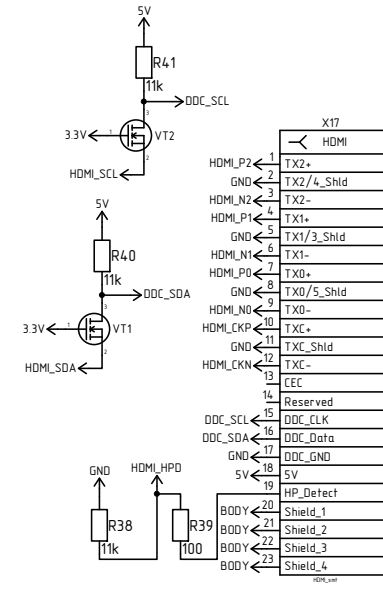 5V
R41
11k
DDC_SCL
3
3.3V
1
VT2
2
HDMI_SCL
5V
R40
11k
DDC_SDA
3
3.3V
1
VT1
2
HDMI_SDA
GND
HDMI_HPD
R38
11k
R39
100
X17
HDMI
HDMI_P2 1 TX2+
GND 2 TX2/4_Shld
HDMI_N2 3 TX2-
HDMI_P1 4 TX1+
GND 5 TX1/3_Shld
HDMI_N1 6 TX1-
HDMI_P0 7 TX0+
GND 8 TX0/5_Shld
HDMI_N0 9 TX0-
HDMI_CKP 10 TXC+
GND 11 TXC_Shld
HDMI_CKN 12 TXC-
13 CEC
14 Reserved
DDC_SCL 15 DDC_CLK
DDC_SDA 16 DDC_Data
GND 17 DDC_GND
5V 18 5V
19 HP_Detect
BODY 20 Shield_1
BODY 21 Shield_2
BODY 22 Shield_3
BODY 23 Shield_4
HDMI_smt